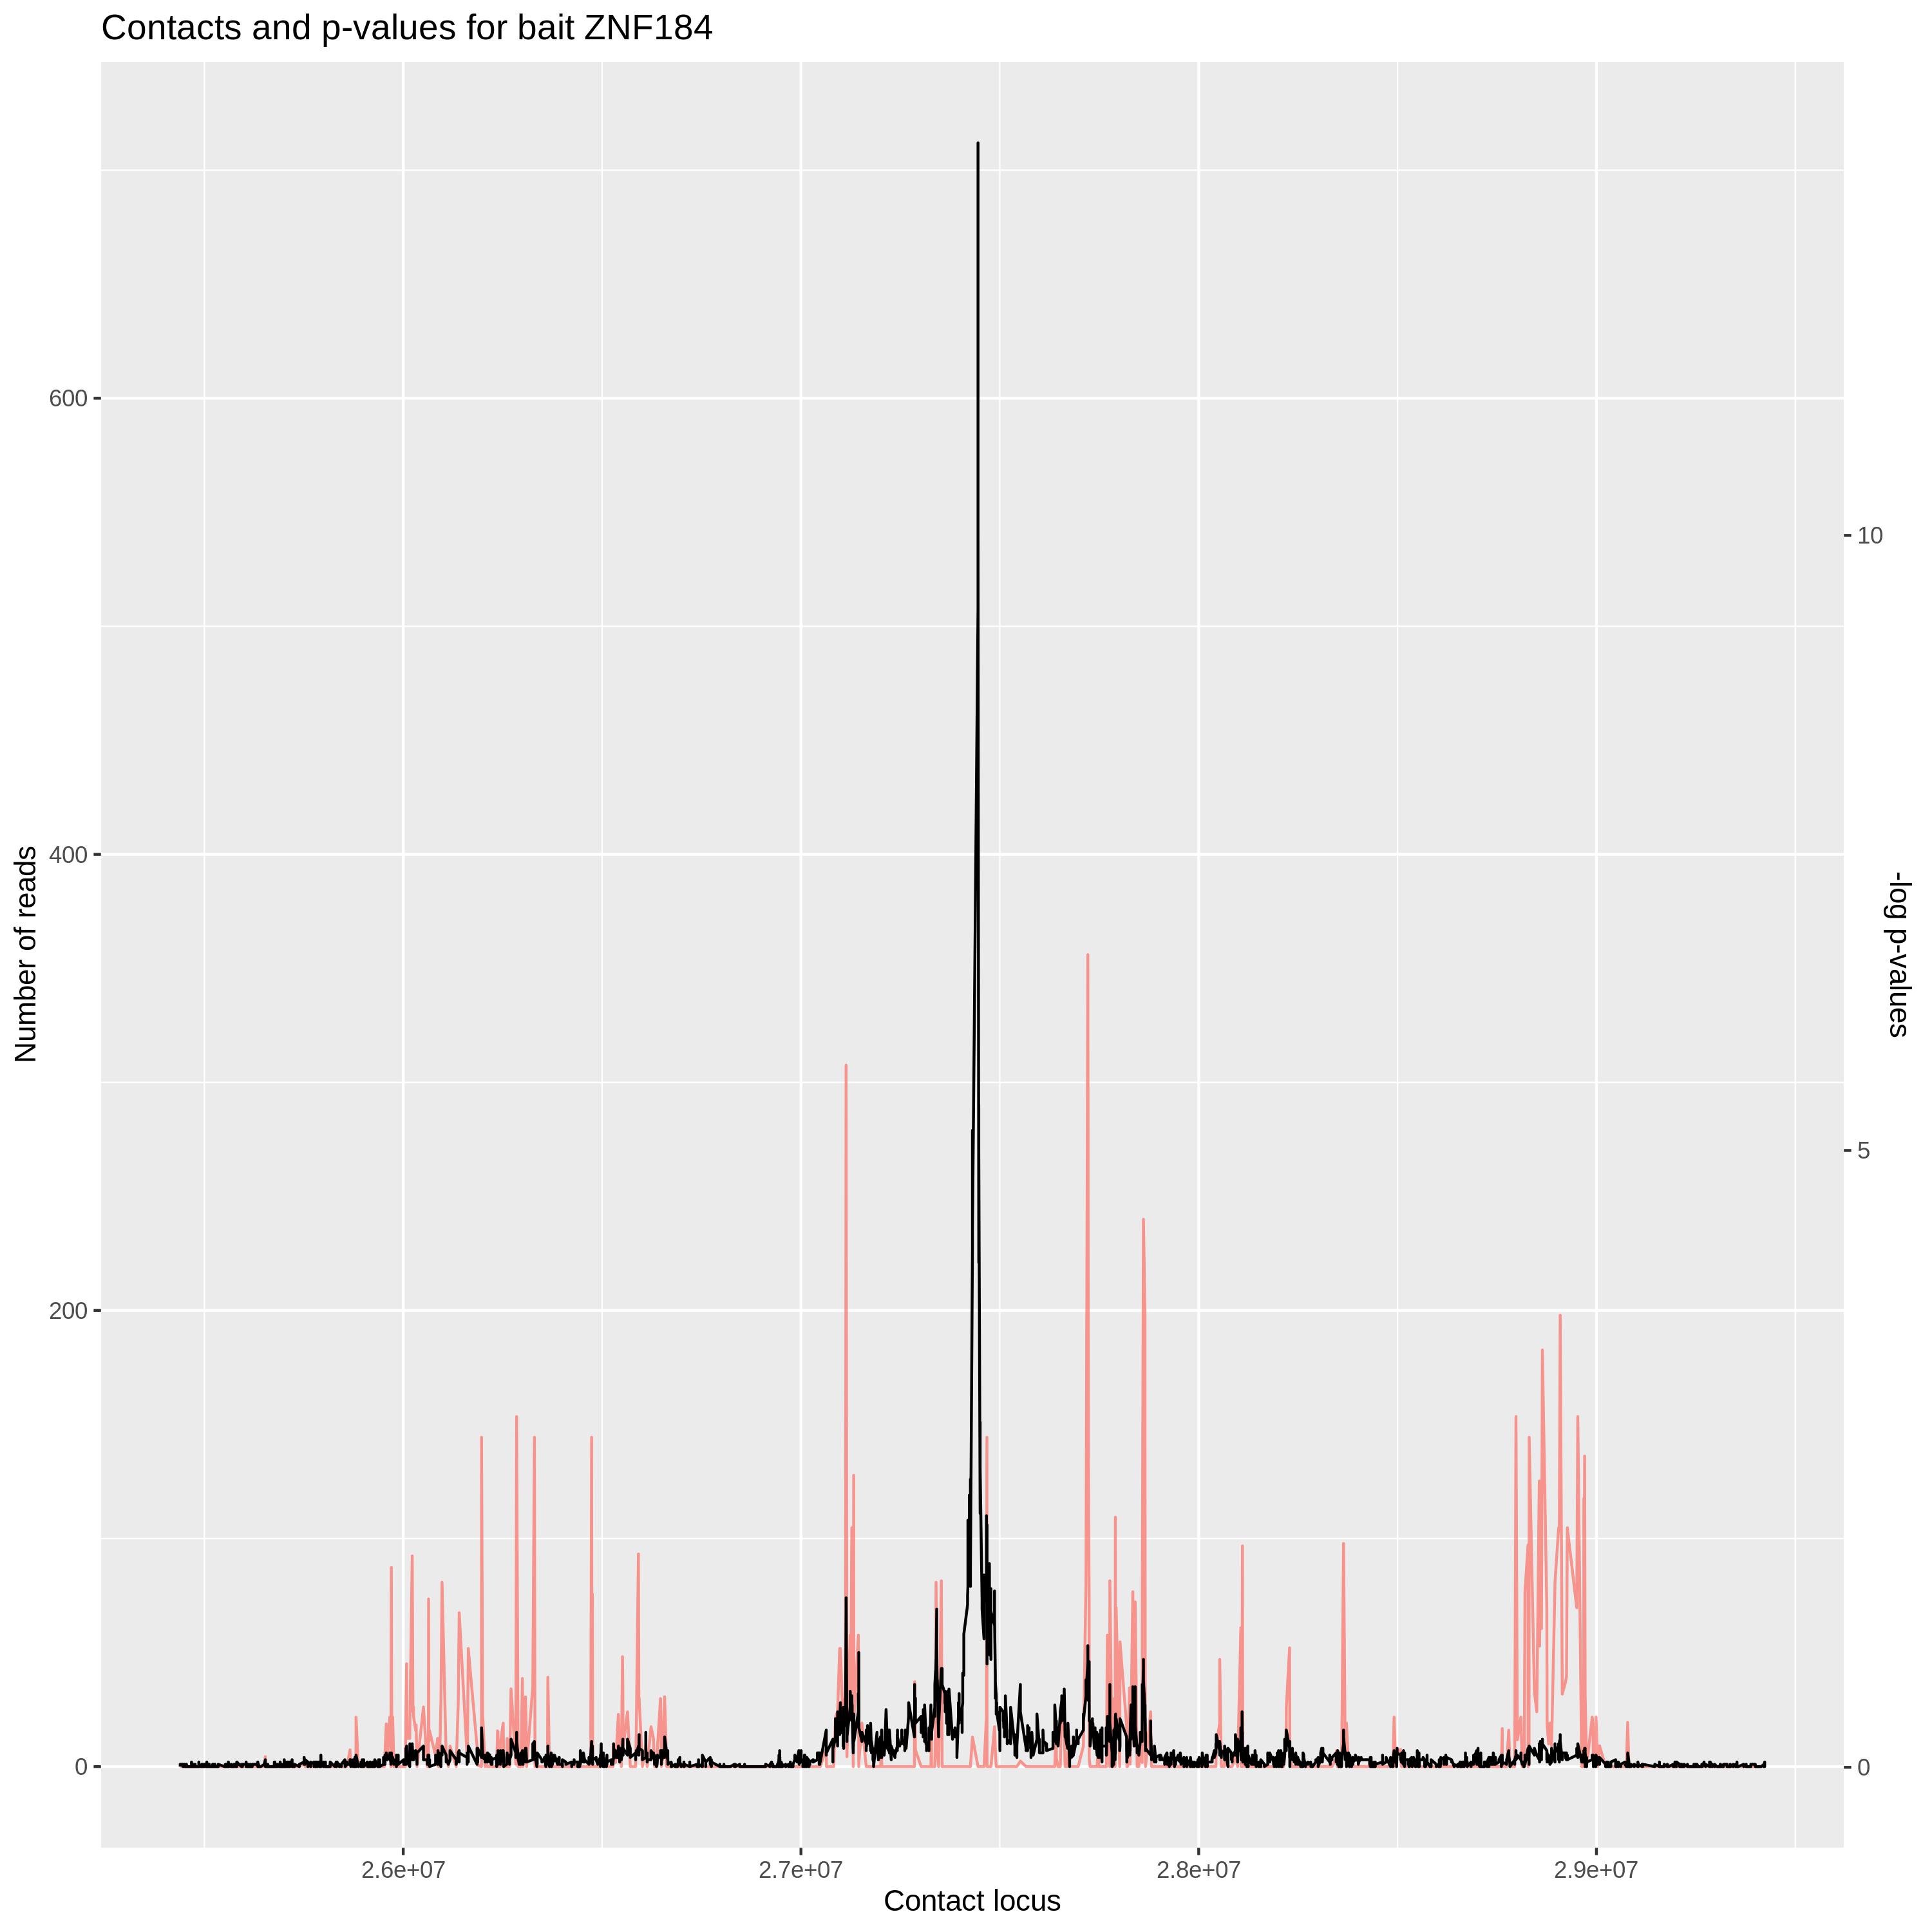 Contacts and p-values for bait ZNF184
Number of reads
600
400
200
0
10
5
0
-log p-values
2.6e+07
2.7e+07
2.8e+07
2.9e+07
Contact locus